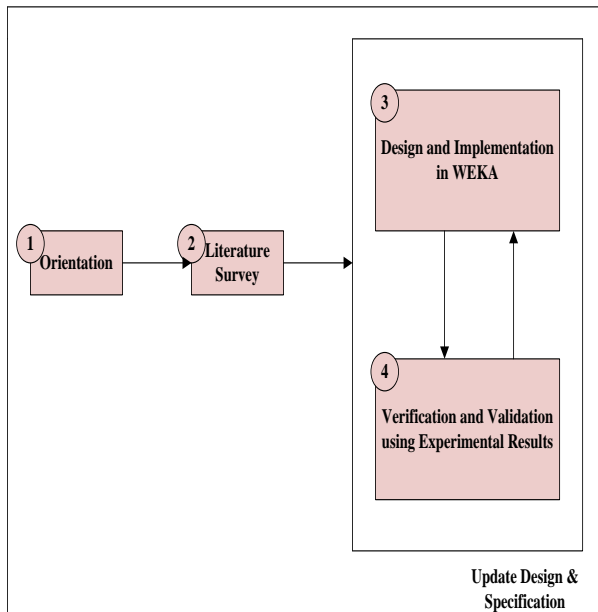 1
Orientation
2
Literature
Survey
3
Design and Implementation
in WEKA
4
Verification and Validation
using Experimental Results
Update Design &
Specification